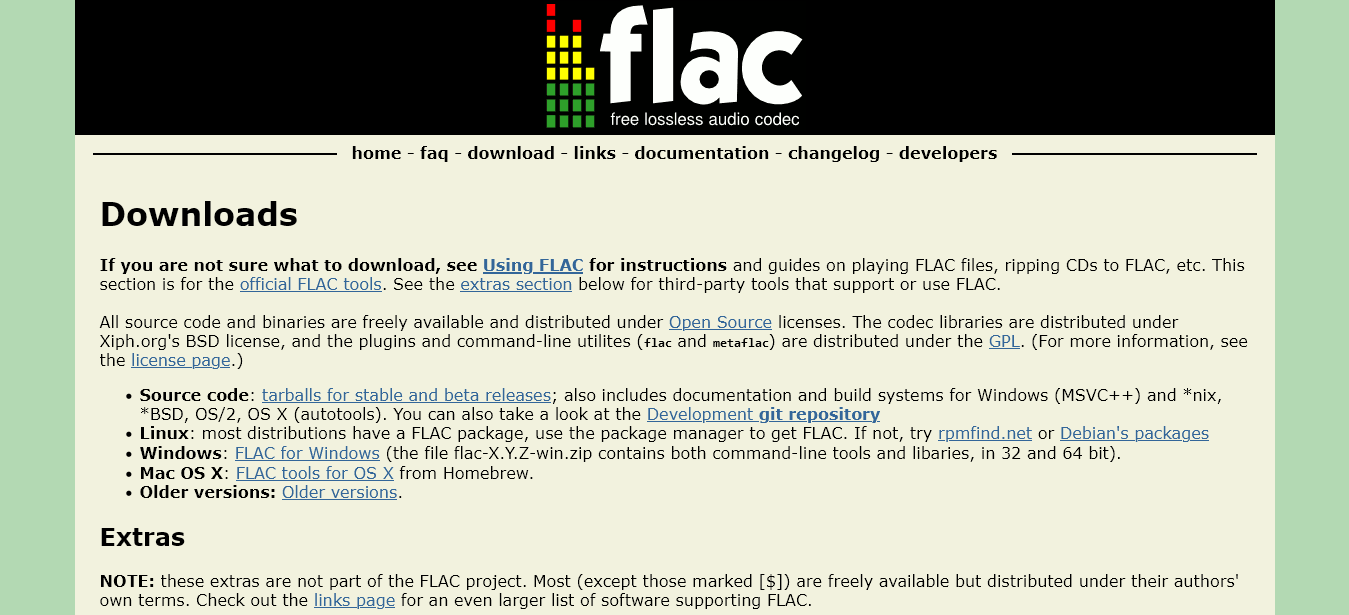 flac
free lossless audio codec
home - faq - download - links - documentation - changelog - developers
Downloads
If you are not sure what to download, see Using FLAC for instructions and guides on playing FLAC files, ripping CDs to FLAC, etc. This
section is for the official FLAC tools. See the extras section below for third-party tools that support or use FLAC.
All source code and binaries are freely available and distributed under Open Source licenses. The codec libraries are distributed under
Xiph.org's BSD license, and the plugins and command-line utilites (flac and metaflac) are distributed under the GPL. (For more information, see
the license page.)
• Source code: tarballs for stable and beta releases; also includes documentation and build systems for Windows (MSVC++) and *nix,
*BSD, OS/2, OS X (autotools). You can also take a look at the Development git repository
• Linux: most distributions have a FLAC package, use the package manager to get FLAC. If not, try rpmfind.net or Debian's packages
• Windows: FLAC for Windows (the file flac-X.Y.Z-win.zip contains both command-line tools and libaries, in 32 and 64 bit).
• Mac OS X: FLAC tools for OS X from Homebrew.
• Older versions: Older versions.
Extras
NOTE: these extras are not part of the FLAC project. Most (except those marked [$]) are freely available but distributed under their authors'
own terms. Check out the links page for an even larger list of software supporting FLAC.